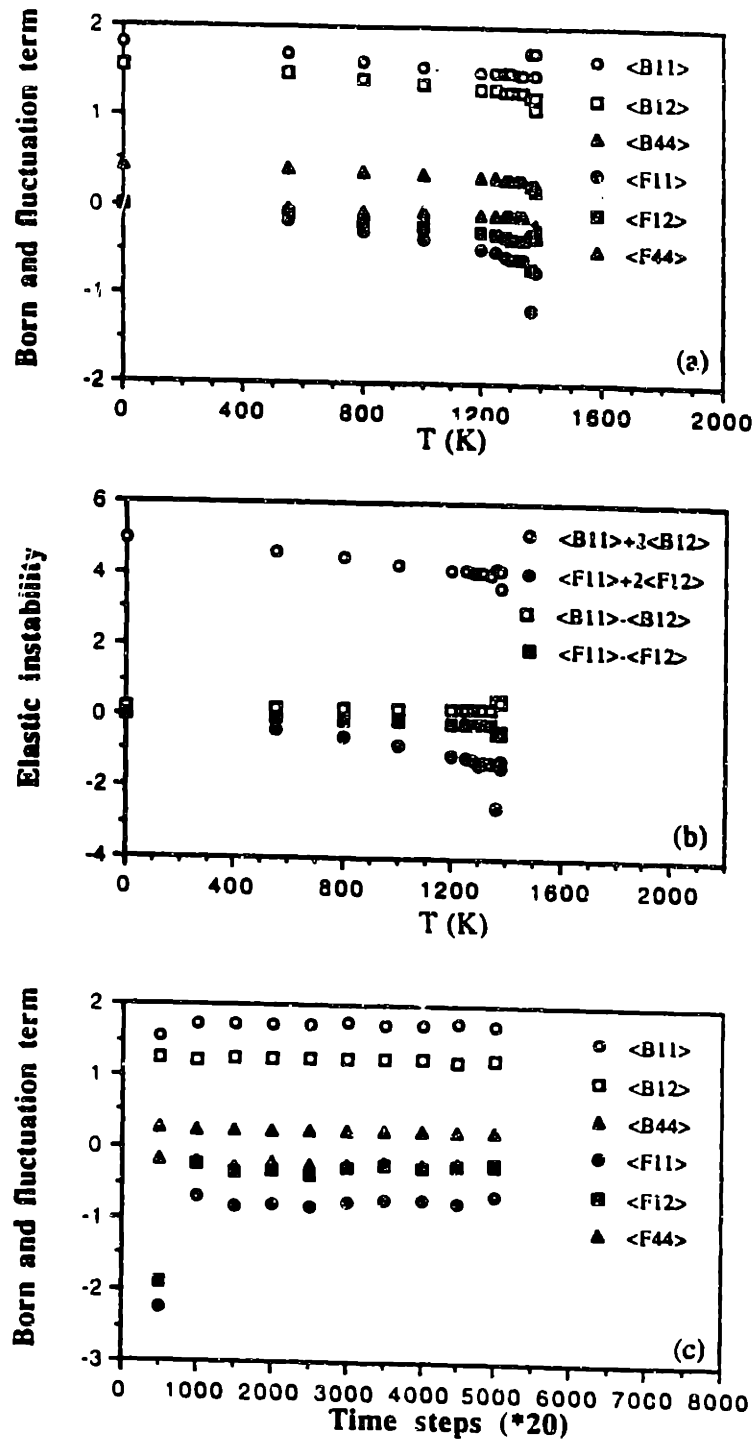 Born and fluctuation term
2
1
0
-1
-2
<B11>
<B12>
<B44>
<F11>
<F12>
<F44>
(a)
0 400 800 1200 1600 2000
T (K)
Elastic instability
6
4
2
0
-2
-4
<B11>+2<B12>
<F11>+2<F12>
<B11>-<B12>
<F11>-<F12>
(b)
0 400 800 1200 1600 2000
T (K)
Born and fluctuation term
2
1
0
-1
-2
-3
<B11>
<B12>
<B44>
<F11>
<F12>
<F44>
(c)
0 1000 2000 3000 4000 5000 6000 7000 8000
Time steps (*20)